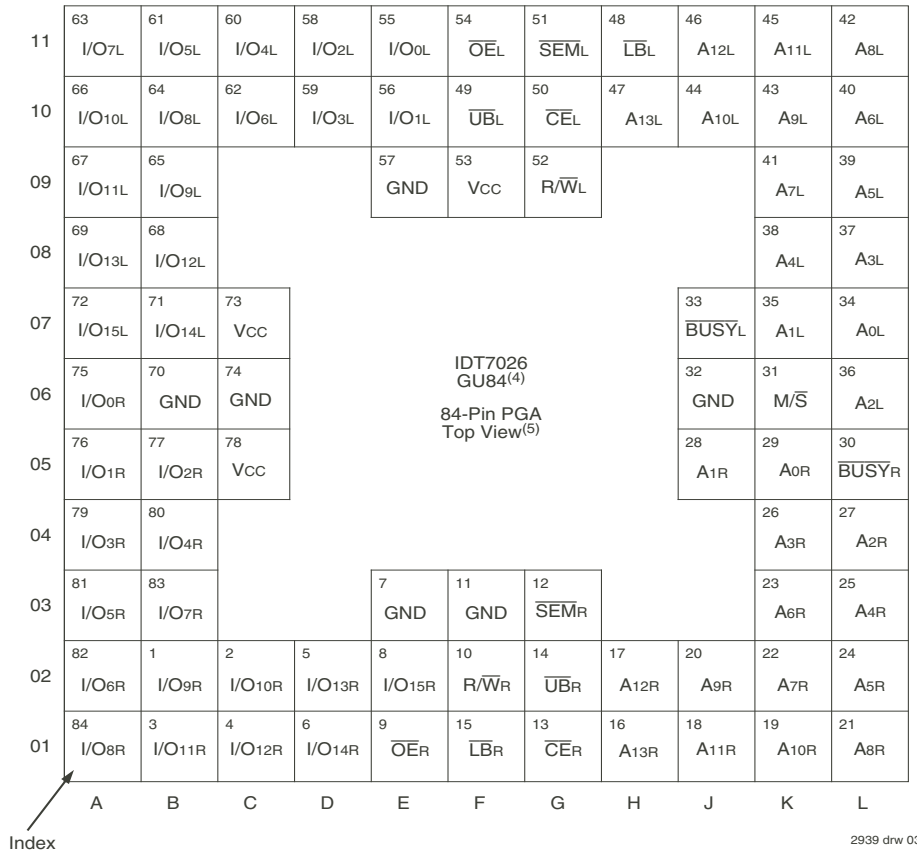 63 61 60 58 55 54 51 48 46 45 42
11 I/O7L I/O5L I/O4L I/O2L I/O0L OEL SEML LBL A12L A11L A8L
66 64 62 59 56 49 50 47 44 43 40
10 I/O10L I/O8L I/O6L I/O3L I/O1L UBL CEL A13L A10L A9L A6L
67 65 57 53 52 41 39
09 I/O11L I/O9L GND VCC R/WL A7L A5L
69 68 38 37
08 I/O13L I/O12L A4L A3L
72 71 73 33 35 34
07 I/O15L I/O14L VCC BUSYL A1L A0L
IDT7026
GU84(4)
75 70 74 32 31 36
06 I/O0R GND GND GND M/S A2L
84-Pin PGA
Top View(5)
76 77 78 28 29 30
05 I/O1R I/O2R VCC A1R A0R BUSYR
79 80 26 27
04 I/O3R I/O4R A3R A2R
81 83 7 11 12 23 25
03 I/O5R I/O7R GND GND SEMR A6R A4R
82 1 2 5 8 10 14 17 20 22 24
02 I/O6R I/O9R I/O10R I/O13R I/O15R R/WR UBR A12R A9R A7R A5R
84 3 4 6 9 15 13 16 18 19 21
01 I/O8R I/O11R I/O12R I/O14R OER LBR CER A13R A11R A10R A8R
A B C D E F G H J K L
Index
2939 drw 03